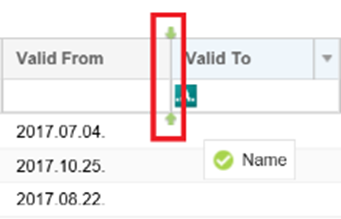 Valid From Valid To
2017.07.04.
2017.10.25. Name
2017.08.22.